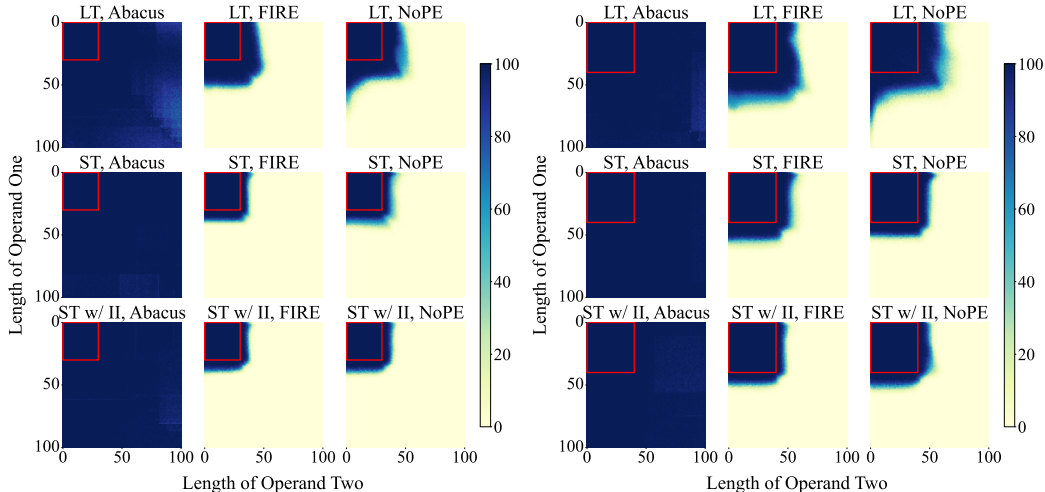 LT, Abacus LT, FIRE LT, NoPE
0
50
100
ST, Abacus ST, FIRE ST, NoPE
0
50
100
ST w/ II, Abacus ST w/ II, FIRE ST w/ II, NoPE
0
50
100
0 50 100 0 50 100 0 50 100
Length of Operand One
Length of Operand Two
100
80
60
40
20
0
LT, Abacus LT, FIRE LT, NoPE
0
50
100
ST, Abacus ST, FIRE ST, NoPE
0
50
100
ST w/ II, Abacus ST w/ II, FIRE ST w/ II, NoPE
0
50
100
0 50 100 0 50 100 0 50 100
Length of Operand One
Length of Operand Two
100
80
60
40
20
0